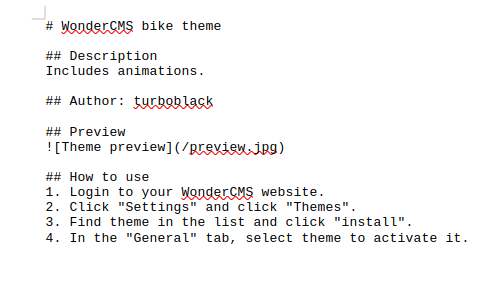 # WonderCMS bike theme
## Description
Includes animations.
## Author: turboblack
## Preview
![Theme preview](/preview.jpg)
## How to use
1. Login to your WonderCMS website.
2. Click "Settings" and click "Themes".
3. Find theme in the list and click "install".
4. In the "General" tab, select theme to activate it.